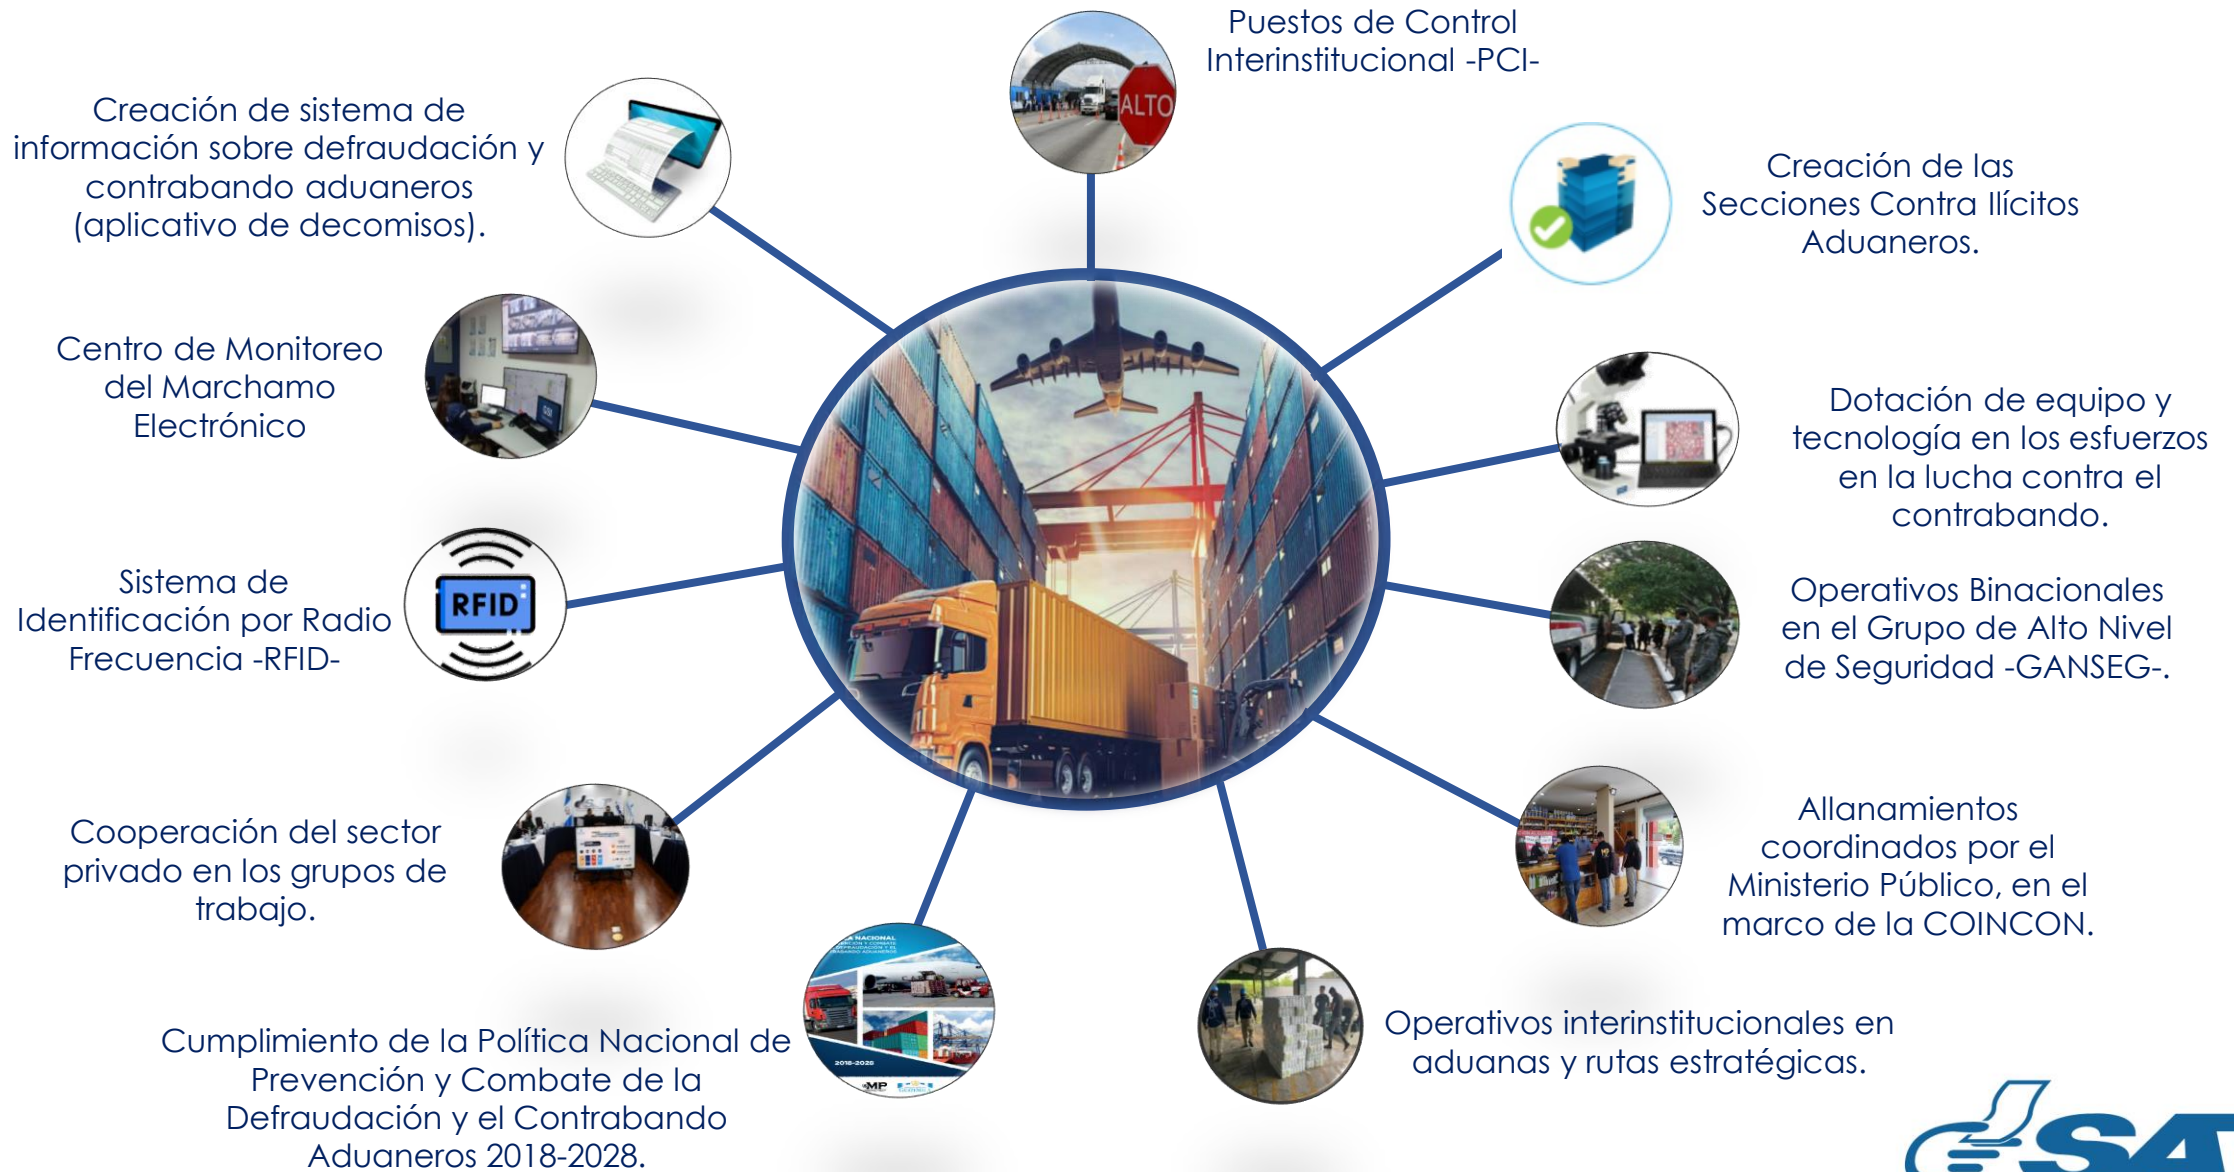 Puestos de Control
Interinstitucional -PCI-
ALTO
Creación de sistema de
información sobre defraudación y
contrabando aduaneros
(aplicativo de decomisos).
Creación de las
Secciones Contra Ilícitos
Aduaneros.
Centro de Monitoreo
del Marchamo
Electrónico
Dotación de equipo y
tecnología en los esfuerzos
en la lucha contra el
contrabando.
Sistema de
Identificación por Radio
Frecuencia -RFID-
RFID
Operativos Binacionales
en el Grupo de Alto Nivel
de Seguridad -GANSEG-.
Cooperación del sector
privado en los grupos de
trabajo.
Allanamientos
coordinados por el
Ministerio Público, en el
marco de la COINCON.
Cumplimiento de la Política Nacional de
Prevención y Combate de la
Defraudación y el Contrabando
Aduaneros 2018-2028.
NACIONAL
2018-2028
MP
Operativos interinstitucionales en
aduanas y rutas estratégicas.
SAT